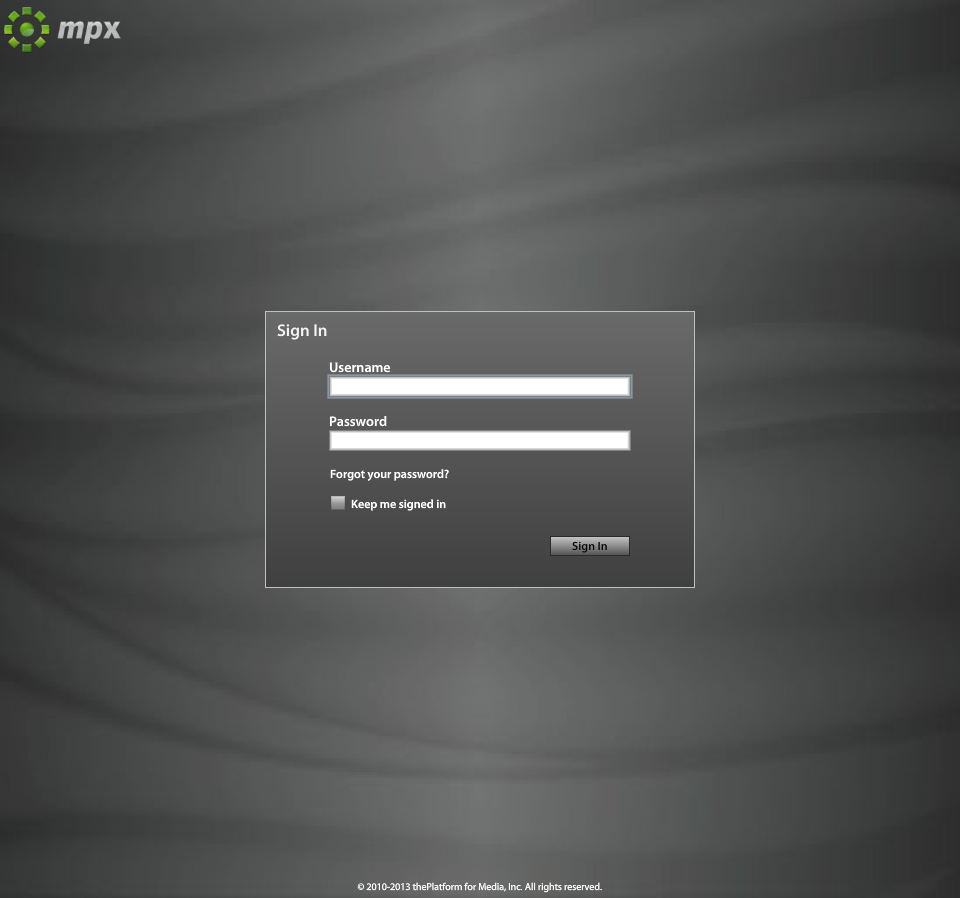 mpx
Sign In
Username
Password
Forgot your password?
Keep me signed in
Sign In
© 2010-2013 thePlatform for Media, Inc. All rights reserved.